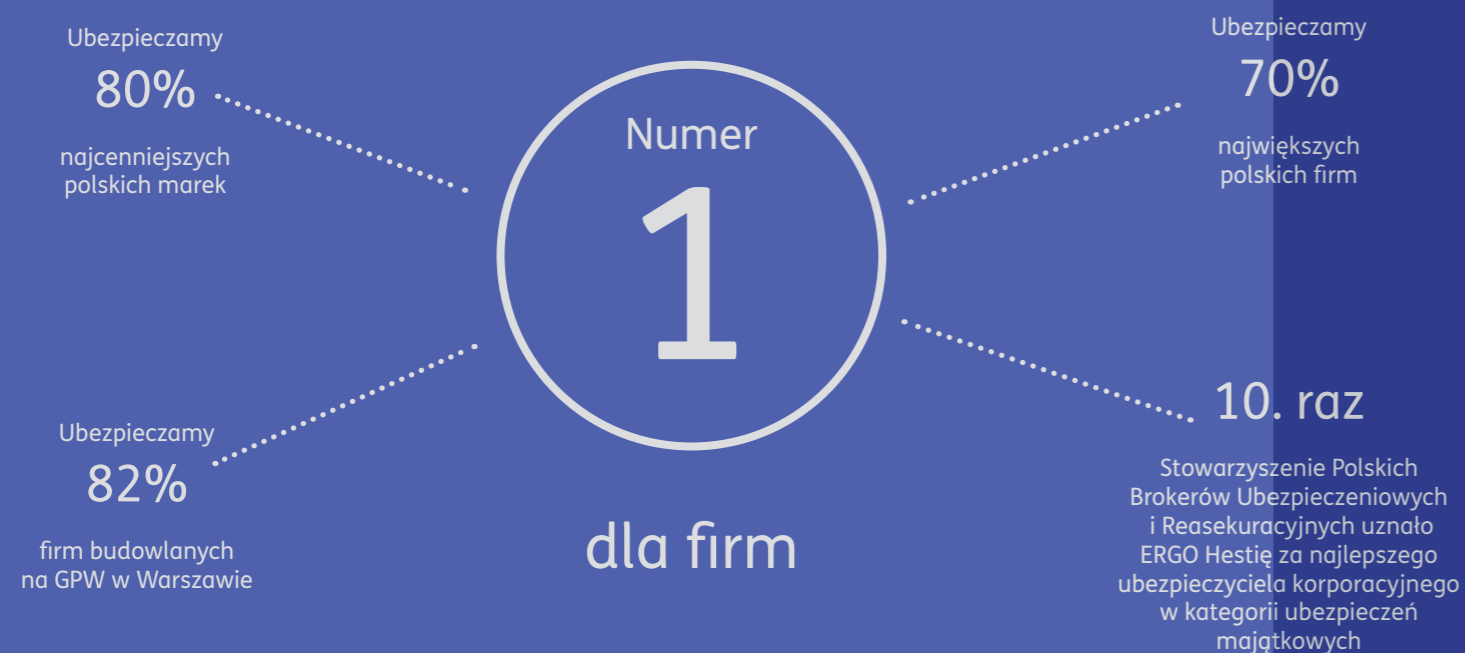 Ubezpieczamy
80%
najcenniejszych
polskich marek
Ubezpieczamy
82%
firm budowlanych
na GPW w Warszawie
Numer
1
dla firm
Ubezpieczamy
70%
największych
polskich firm
10. raz
Stowarzyszenie Polskich
Brokerów Ubezpieczeniowych
i Reasekuracyjnych uznało
ERGO Hestię za najlepszego
ubezpieczyciela korporacyjnego
w kategorii ubezpieczeń
majątkowych